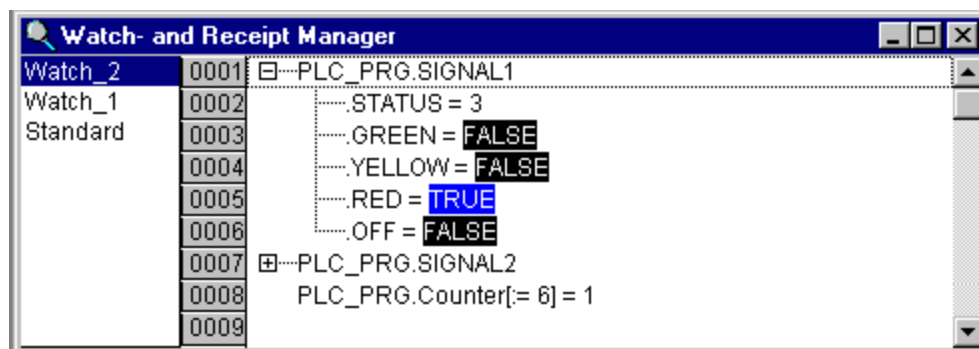 Watch- and Receipt Manager
Watch_2
Watch_1
Standard
0001 PLC_PRG.SIGNAL1
0002 .STATUS = 3
0003 .GREEN = FALSE
0004 .YELLOW = FALSE
0005 .RED = TRUE
0006 .OFF = FALSE
0007 PLC_PRG.SIGNAL2
0008 PLC_PRG.Counter[:= 6] = 1
0009